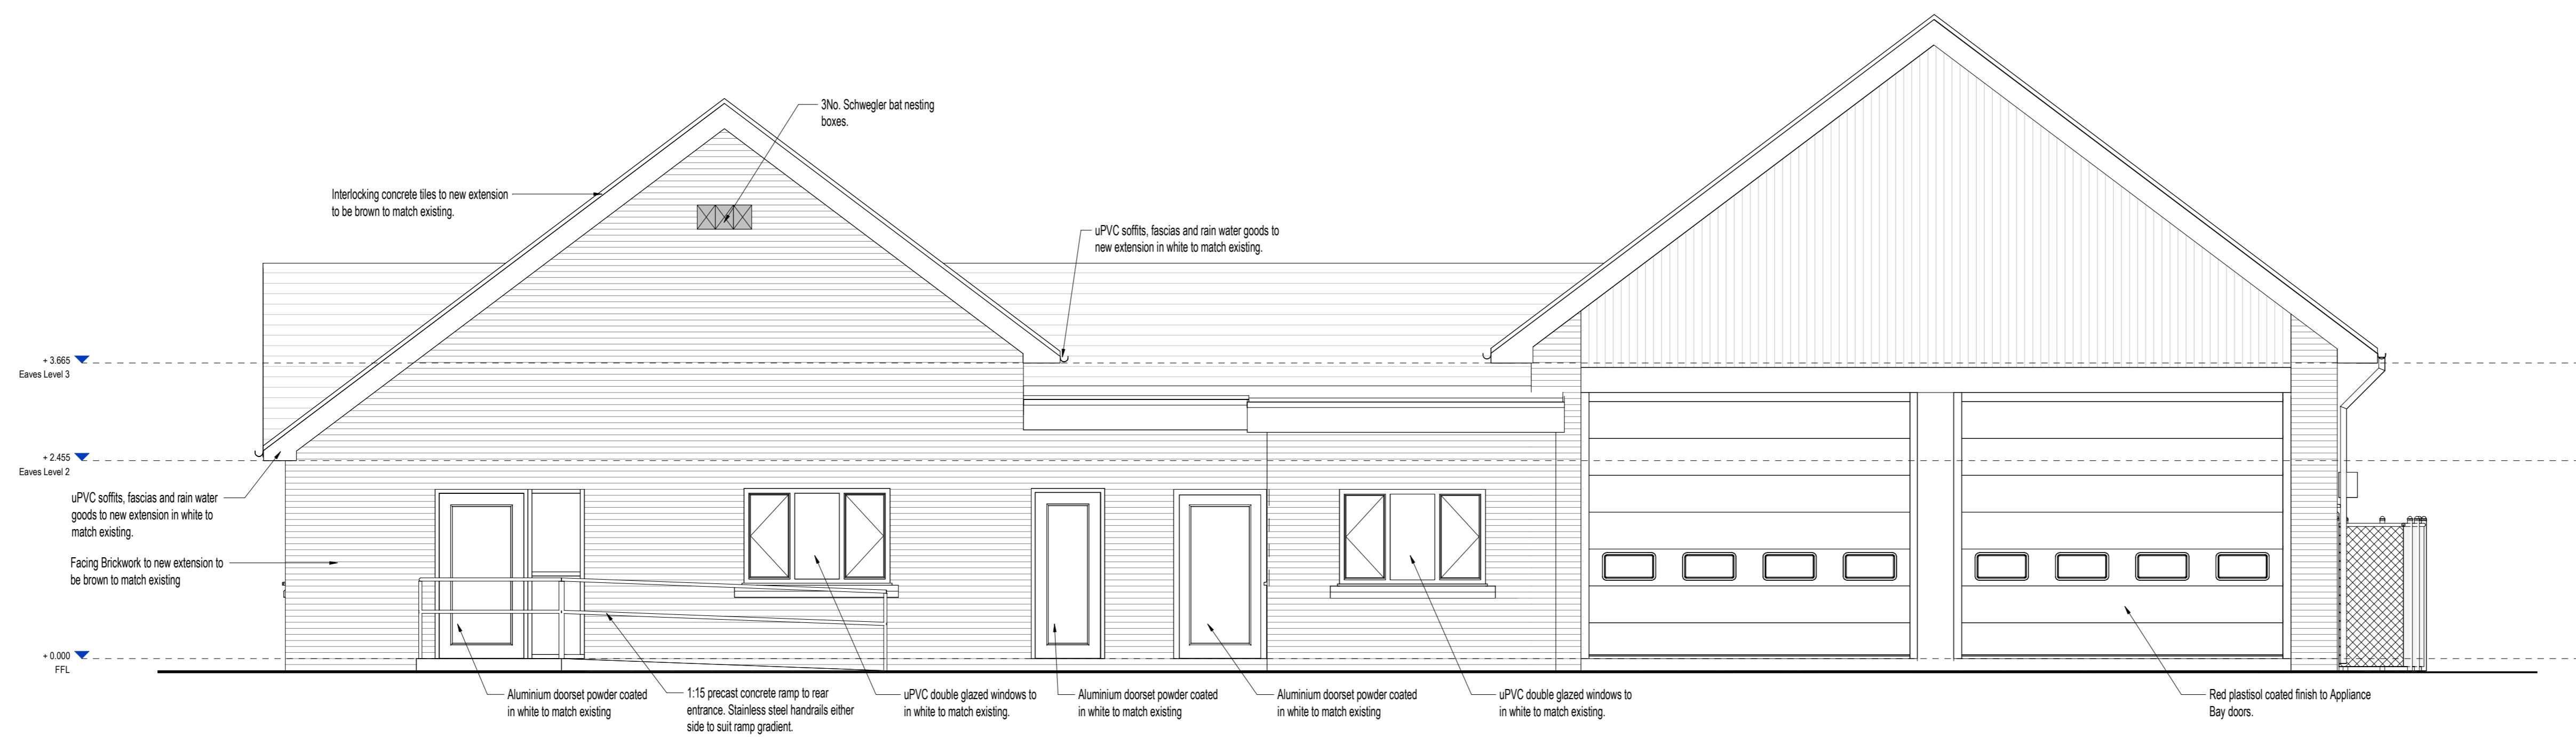 3No. Schwegler bat nesting
boxes.
Interlocking concrete tiles to new extension
to be brown to match existing.
uPVC soffits, fascias and rain water goods to
new extension in white to match existing.
+ 3.665
Eaves Level 3
+ 2.455
Eaves Level 2
uPVC soffits, fascias and rain water
goods to new extension in white to
match existing.
Facing Brickwork to new extension to
be brown to match existing
+ 0.000
FFL
Aluminium doorset powder coated
in white to match existing
1:15 precast concrete ramp to rear
entrance. Stainless steel handrails either
side to suit ramp gradient.
uPVC double glazed windows to
in white to match existing.
Aluminium doorset powder coated
in white to match existing
Aluminium doorset powder coated
in white to match existing
uPVC double glazed windows to
in white to match existing.
Red plastisol coated finish to Appliance
Bay doors.